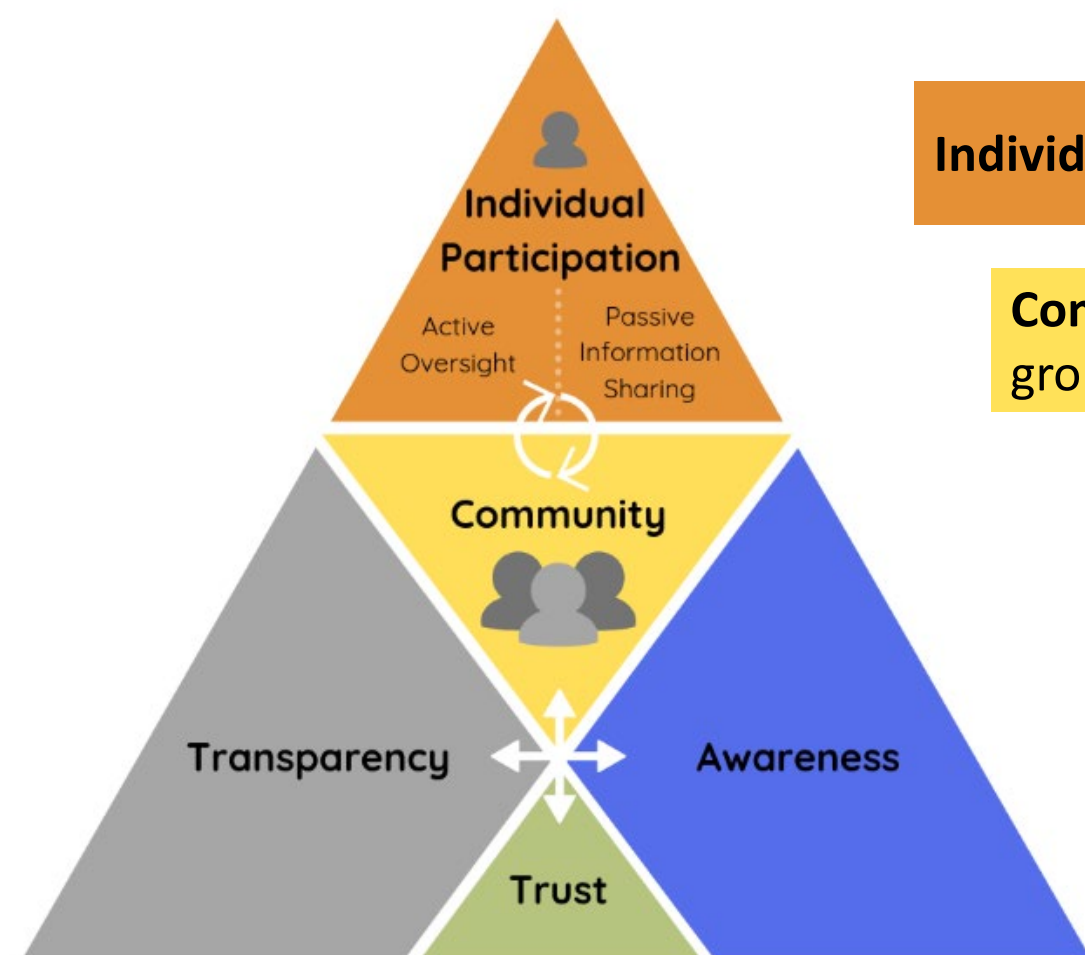 Individual
Participation
Active
Oversight
Passive
Information
Sharing
Community
Transparency
Awareness
Trust